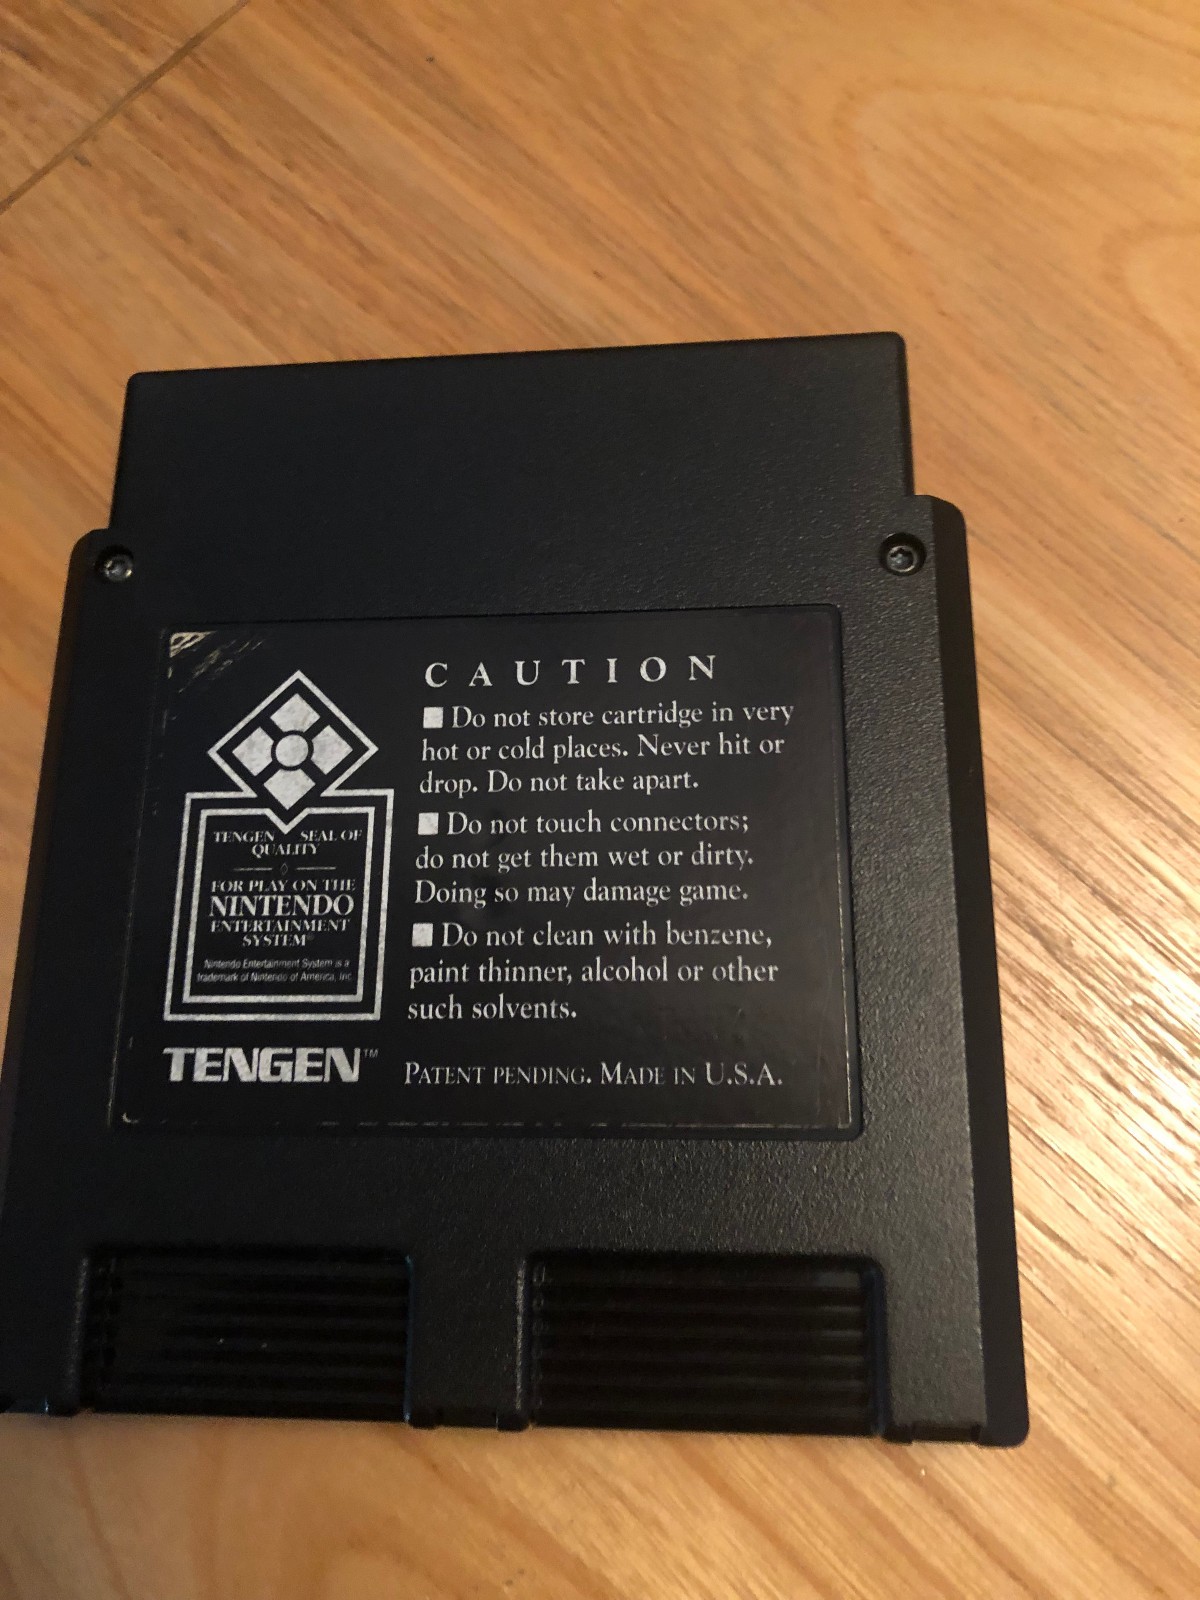 CAUTION
■ Do not store cartridge in very
hot or cold places. Never hit or
drop. Do not take apart.
■ Do not touch connectors;
do not get them wet or dirty.
Doing so may damage game.
■ Do not clean with benzene,
paint thinner, alcohol or other
such solvents.
PATENT PENDING. MADE IN U.S.A.
TENGEN SEAL OF
QUALITY
FOR PLAY ON THE
NINTENDO
ENTERTAINMENT
SYSTEM®
Nintendo Entertainment System is a
trademark of Nintendo of America, Inc.
TENGEN™